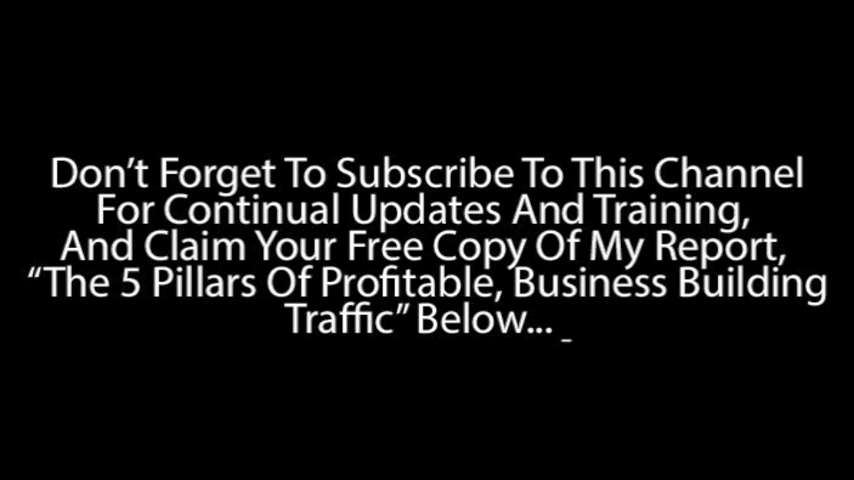 Don’t Forget To Subscribe To This Channel
For Continual Updates And Training,
And Claim Your Free Copy Of My Report,
“The 5 Pillars Of Profitable, Business Building
Traffic” Below... _